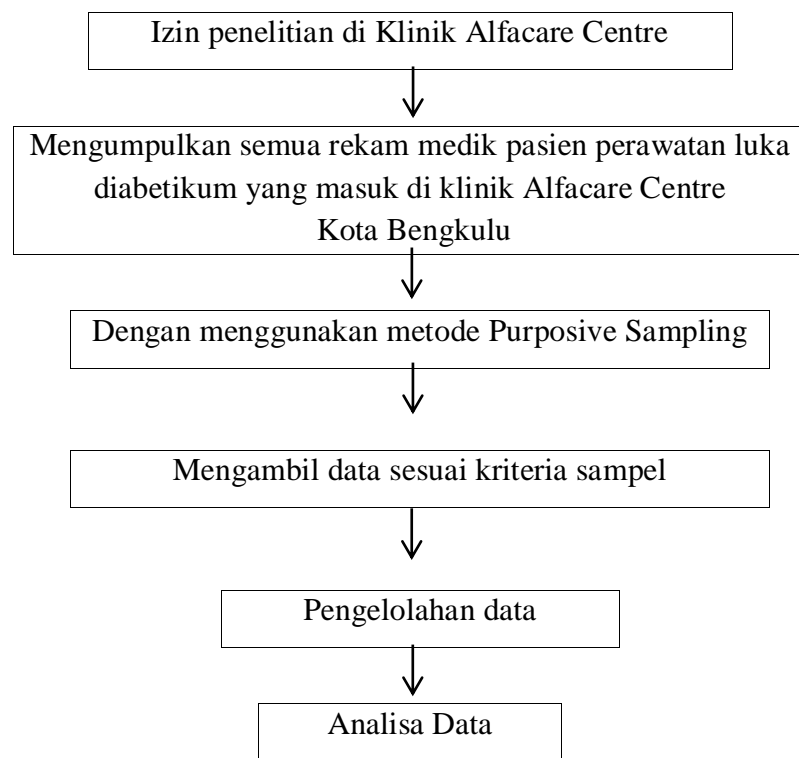 Izin penelitian di Klinik Alfacare Centre
Mengumpulkan semua rekam medik pasien perawatan luka
diabetikum yang masuk di klinik Alfacare Centre
Kota Bengkulu
Dengan menggunakan metode Purposive Sampling
Mengambil data sesuai kriteria sampel
Pengelolahan data
Analisa Data